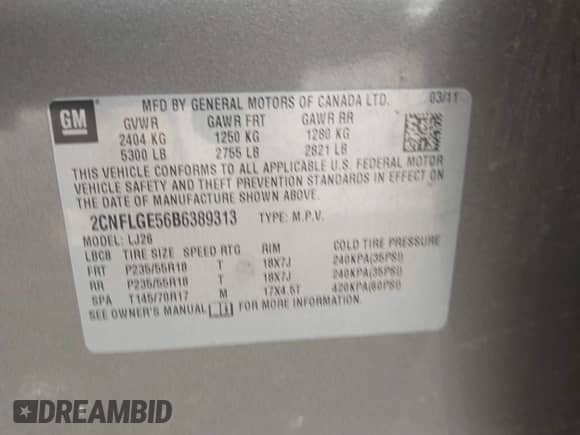 GM
MFD BY GENERAL MOTORS OF CANADA LTD. 03/11
GVWR GAWR FRT GAWR RR
2404 KG 1250 KG 1280 KG
5300 LB 2755 LB 2821 LB
THIS VEHICLE CONFORMS TO ALL APPLICABLE U.S. FEDERAL MOTOR
VEHICLE SAFETY AND THEFT PREVENTION STANDARDS IN EFFECT ON
THE DATE OF MANUFACTURE SHOWN ABOVE.
2CNFLGE56B6389313 TYPE: M.P.V.
MODEL: LJ26
LBCB TIRE SIZE SPEED RTG RIM COLD TIRE PRESSURE
FRT P235/55R18 T 18X7J 240KPA(35PSI)
RR P235/55R18 T 18X7J 240KPA(35PSI)
SPA T145/70R17 M 17X4.5T 420KPA(60PSI)
SEE OWNER'S MANUAL FOR MORE INFORMATION.
DREAMBID